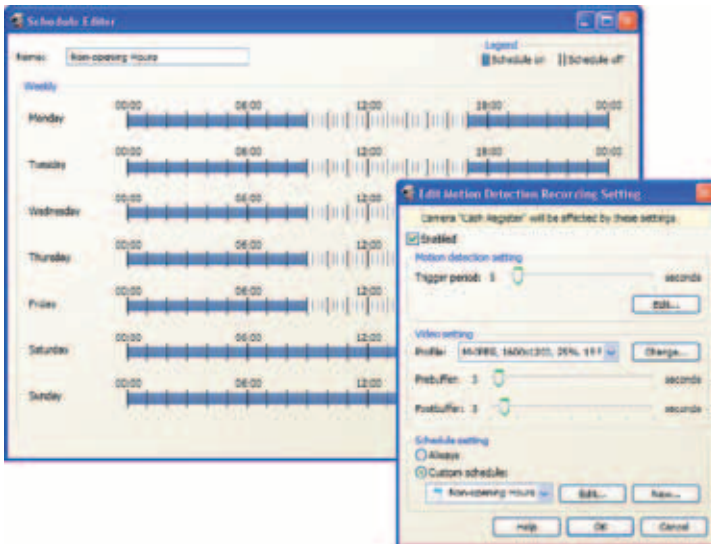 Schedule Editor
Name: Non-opening Hours
Legend
Schedule on Schedule off
Weekly
00:00 06:00 12:00 18:00 00:00
Monday
00:00 06:00 12:00 18:00 00:00
Tuesday
00:00 06:00 12:00
Wednesday
00:00 06:00 12:00
Thursday
00:00 06:00 12:00
Friday
00:00 06:00 12:00
Saturday
00:00 06:00 12:00
Sunday
Edit Motion Detection Recording Setting
Camera "Cash Register" will be affected by these settings.
Enabled
Motion detection setting
Trigger period: seconds
Edit...
Video setting
Profile: Change...
Prebuffer: 3 seconds
Postbuffer: 3 seconds
Schedule setting
Always
Custom schedule:
Non-opening Hours Edit... New...
Help OK Cancel